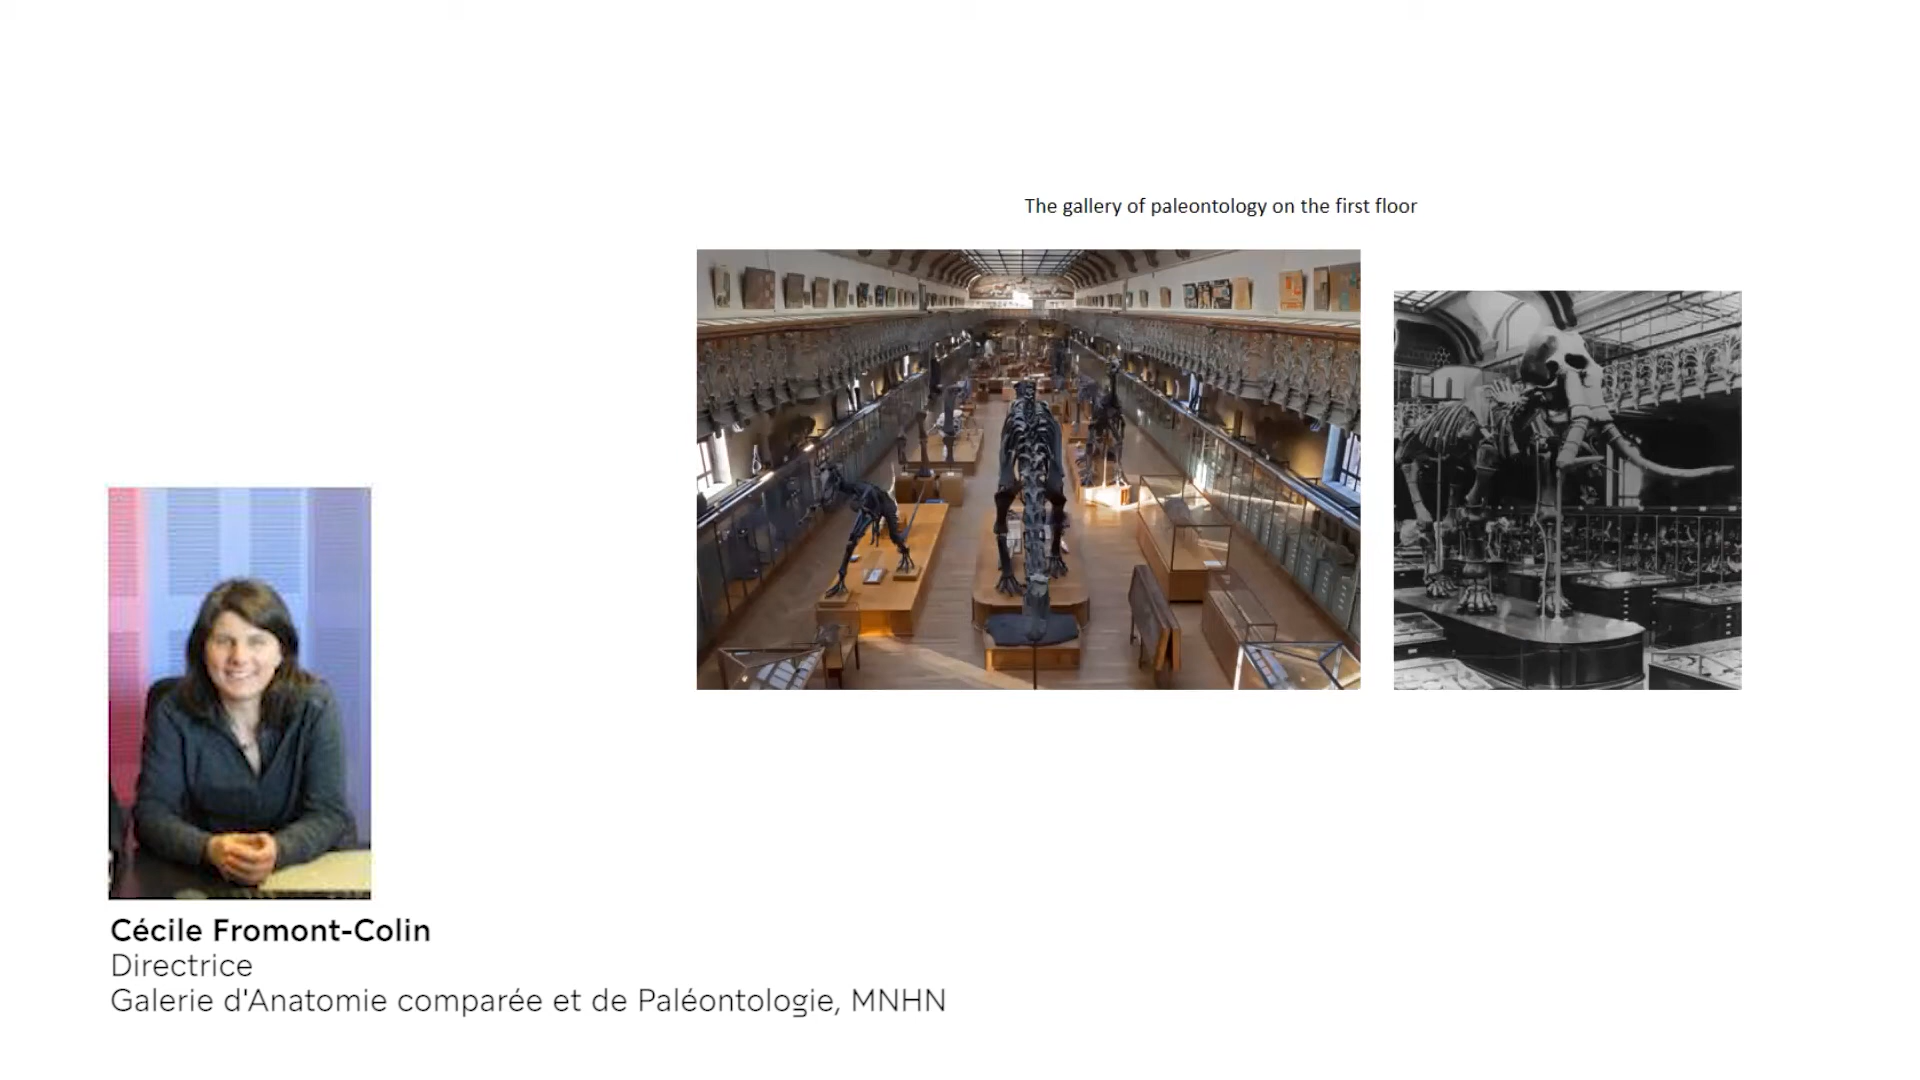 The gallery of paleontology on the first floor
Cécile Fromont-Colin
Directrice
Galerie d'Anatomie comparée et de Paléontologie, MNHN